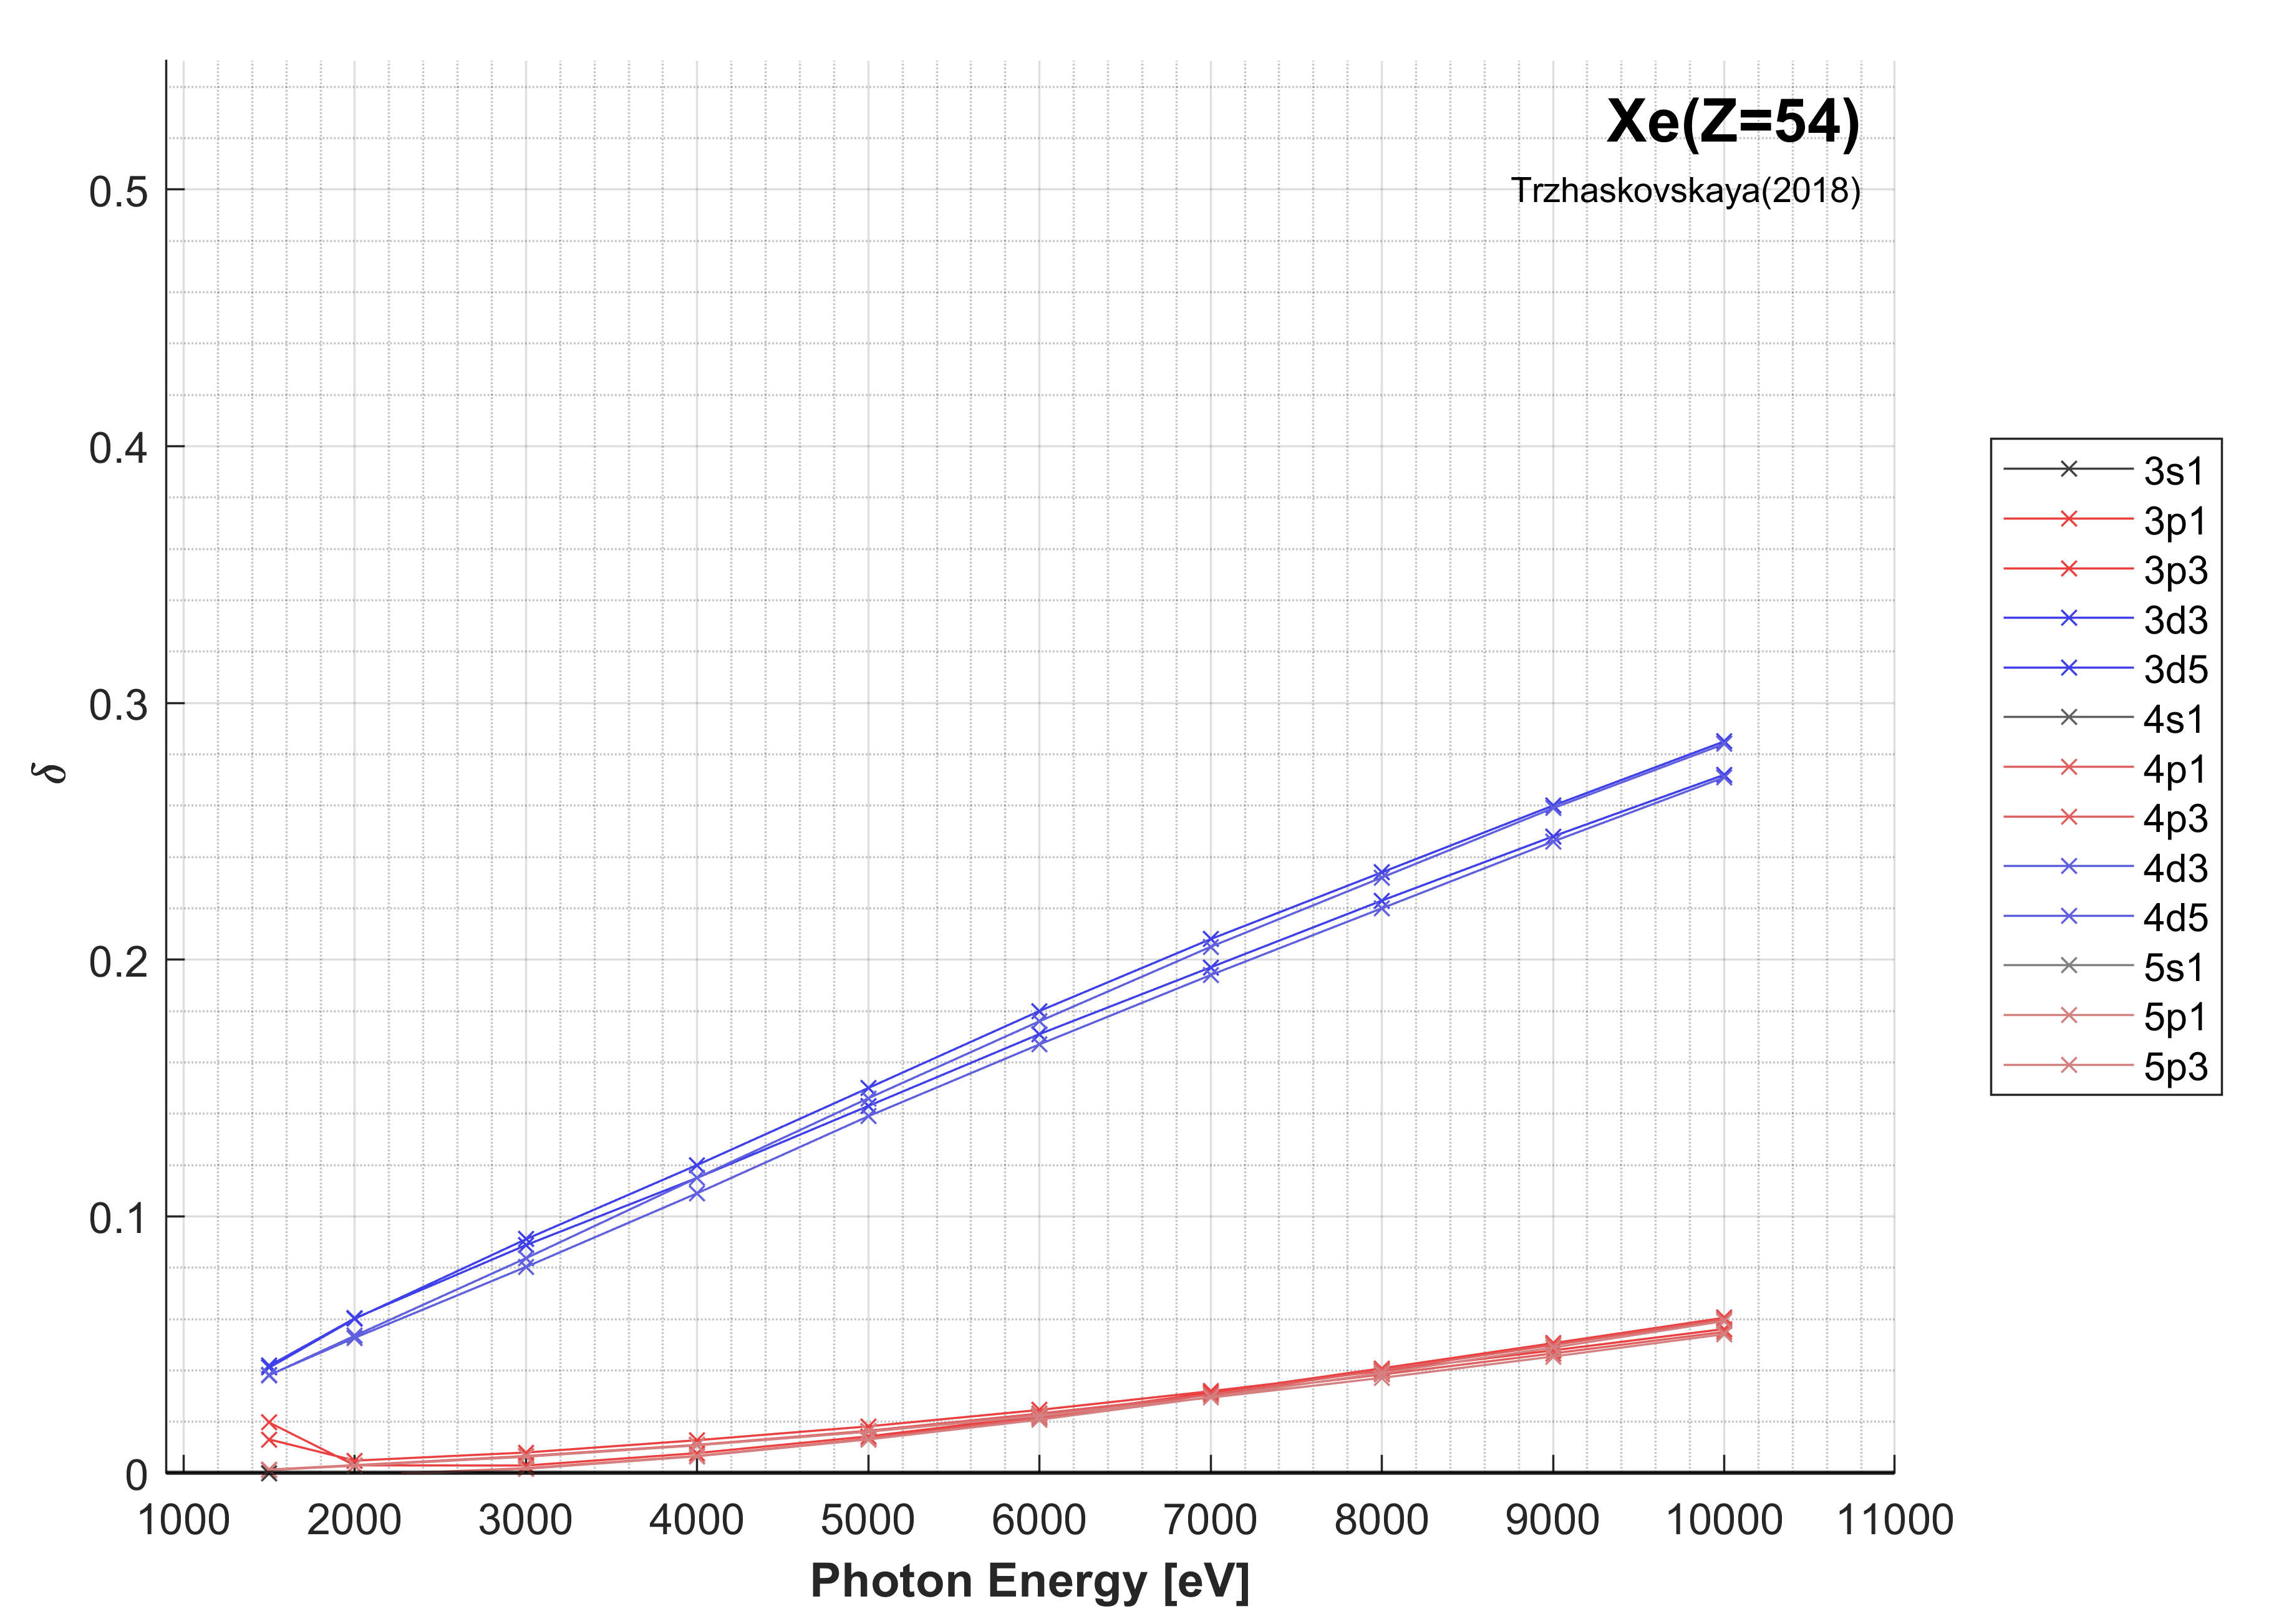 Xe(Z=54)
Trzhaskovskaya(2018)
0.5
0.4
0.3
0.2
0.1
0
δ
1000 2000 3000 4000 5000 6000 7000 8000 9000 10000 11000
Photon Energy [eV]
3s1
3p1
3p3
3d3
3d5
4s1
4p1
4p3
4d3
4d5
5s1
5p1
5p3